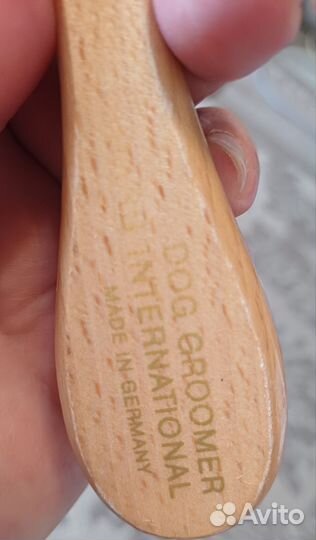 DOG GROOMER
INTERNATIONAL
MADE IN GERMANY
Avito